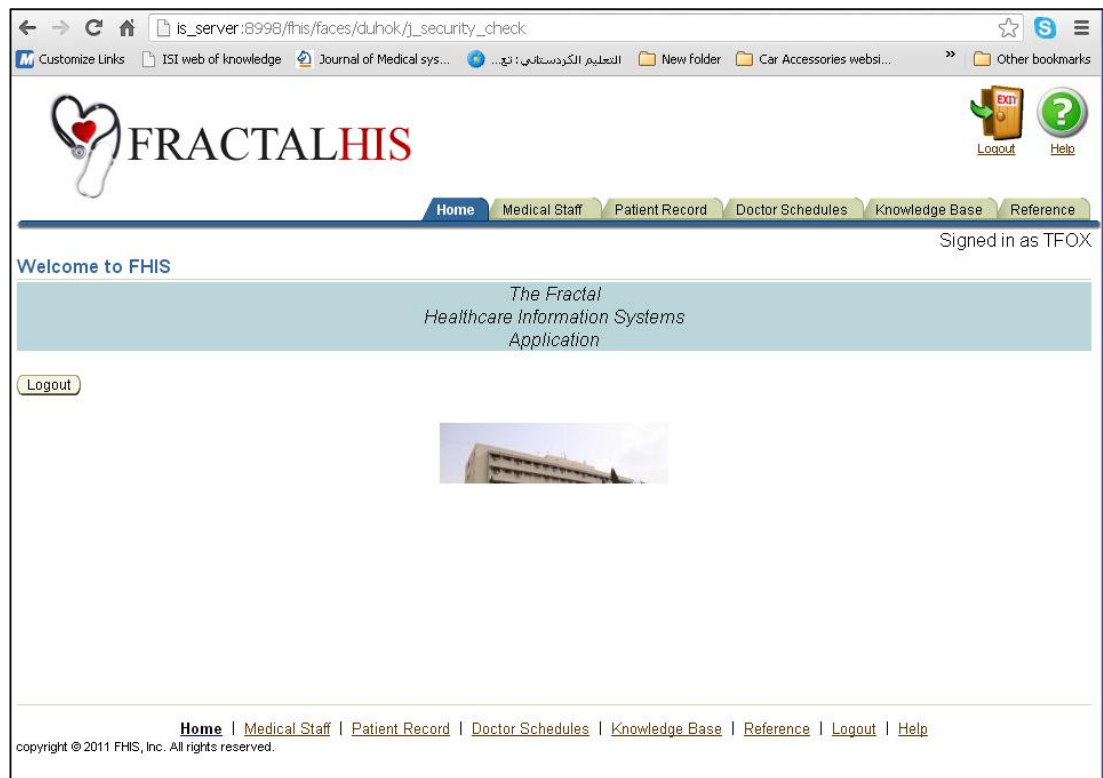 is_server:8998/fhis/faces/duhok/j_security_check
Customize Links ISI web of knowledge Journal of Medical sys... التعليم الكردستاني: تع... New folder Car Accessories websi... » Other bookmarks
FRACTALHIS
EXIT
Logout Help
Home Medical Staff Patient Record Doctor Schedules Knowledge Base Reference
Signed in as TFOX
Welcome to FHIS
The Fractal
Healthcare Information Systems
Application
Logout
Home | Medical Staff | Patient Record | Doctor Schedules | Knowledge Base | Reference | Logout | Help
copyright © 2011 FHIS, Inc. All rights reserved.